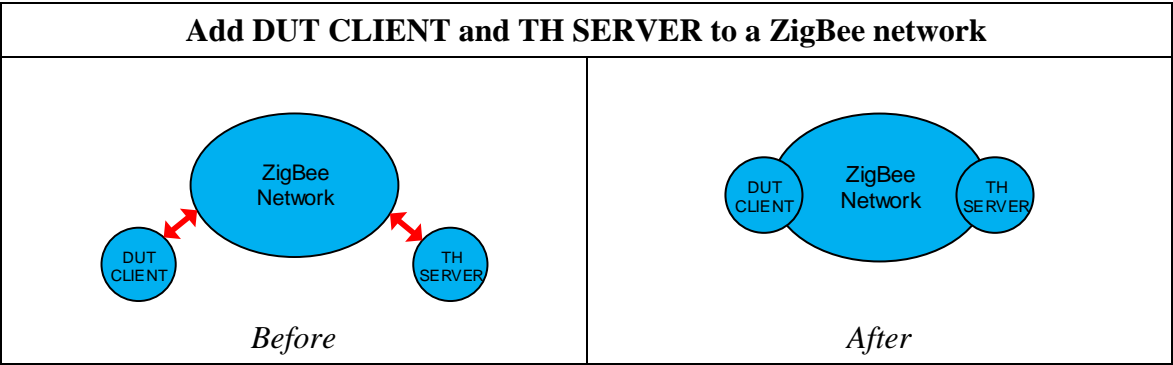 Add DUT CLIENT and TH SERVER to a ZigBee network
ZigBee
Network
DUT
CLIENT
TH
SERVER
Before
ZigBee
Network
DUT
CLIENT
TH
SERVER
After